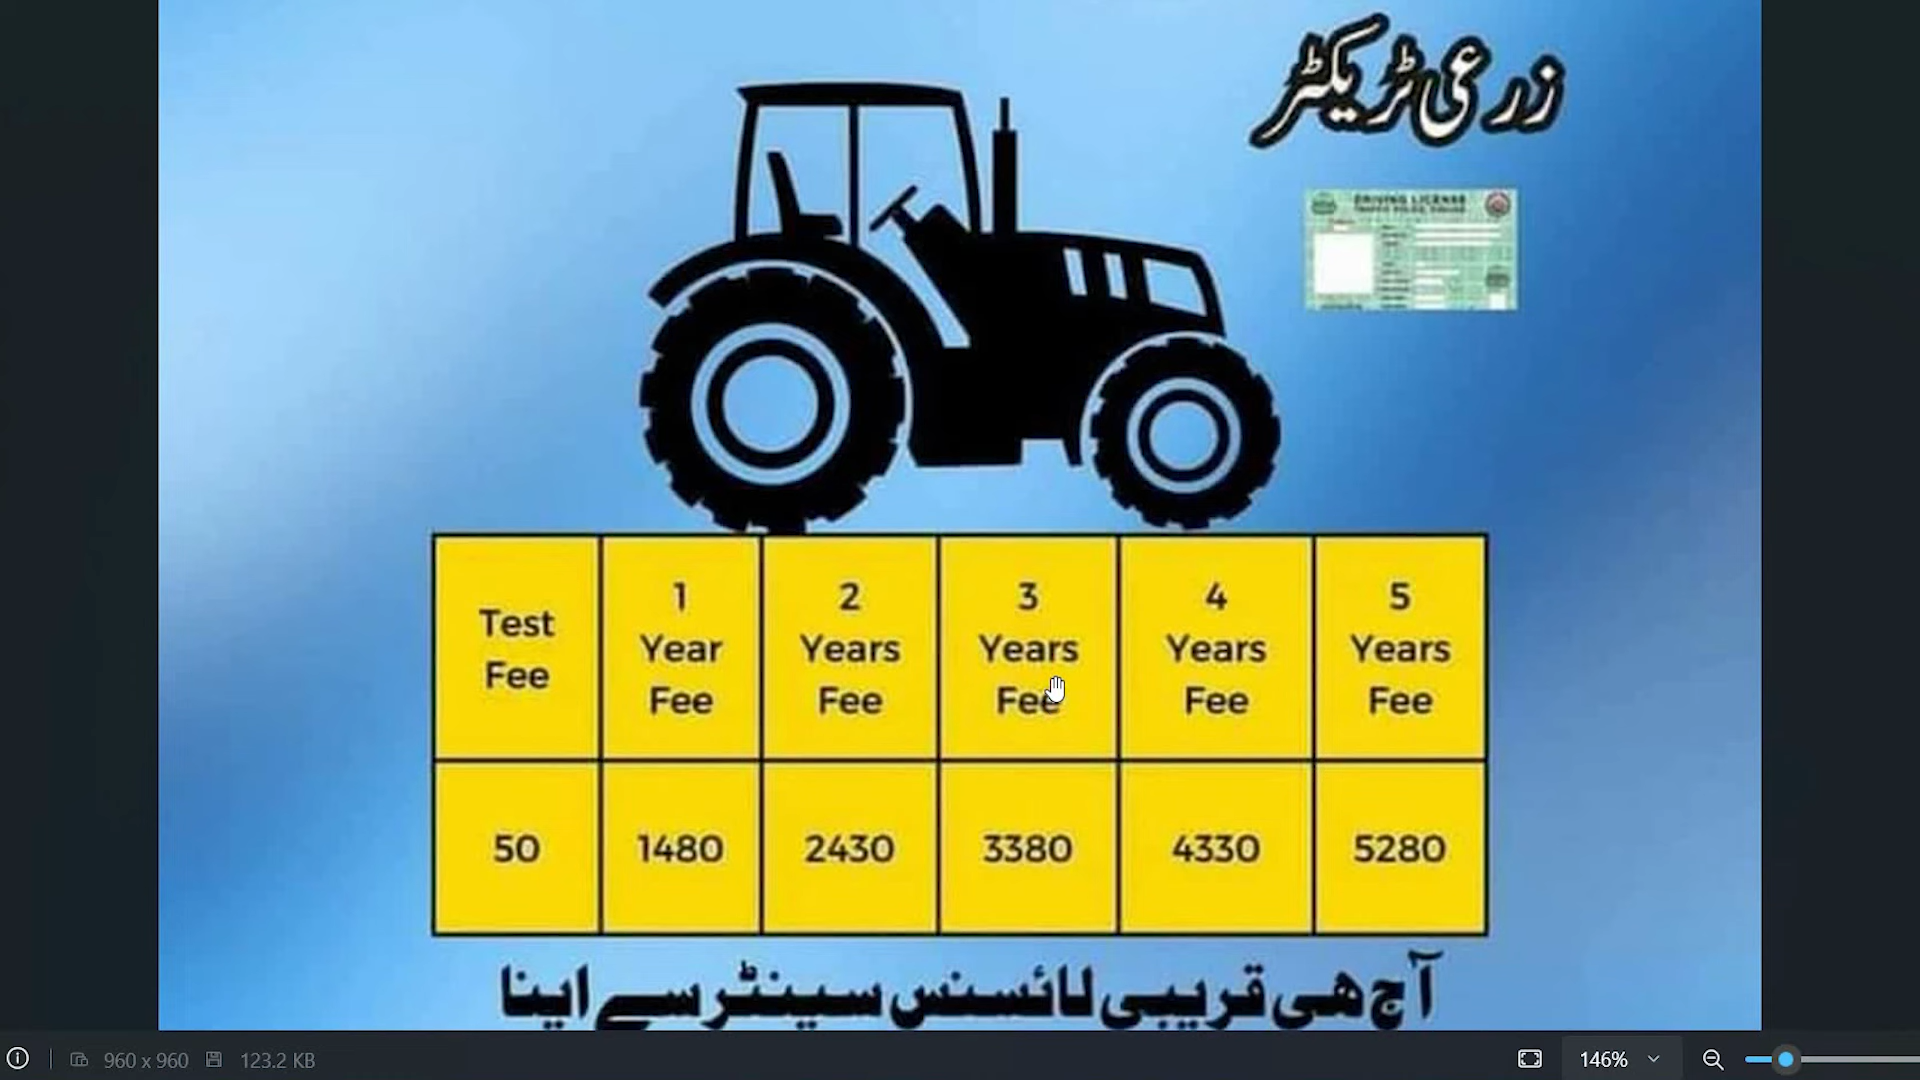 زرعی ٹریکٹر
DRIVING LICENSE
Test Fee
1 Year Fee
2 Years Fee
3 Years Fee
4 Years Fee
5 Years Fee
50
1480
2430
3380
4330
5280
آج ھی قریبی لائسنس سینٹر سے اپنا
960 x 960
123.2 KB
146%